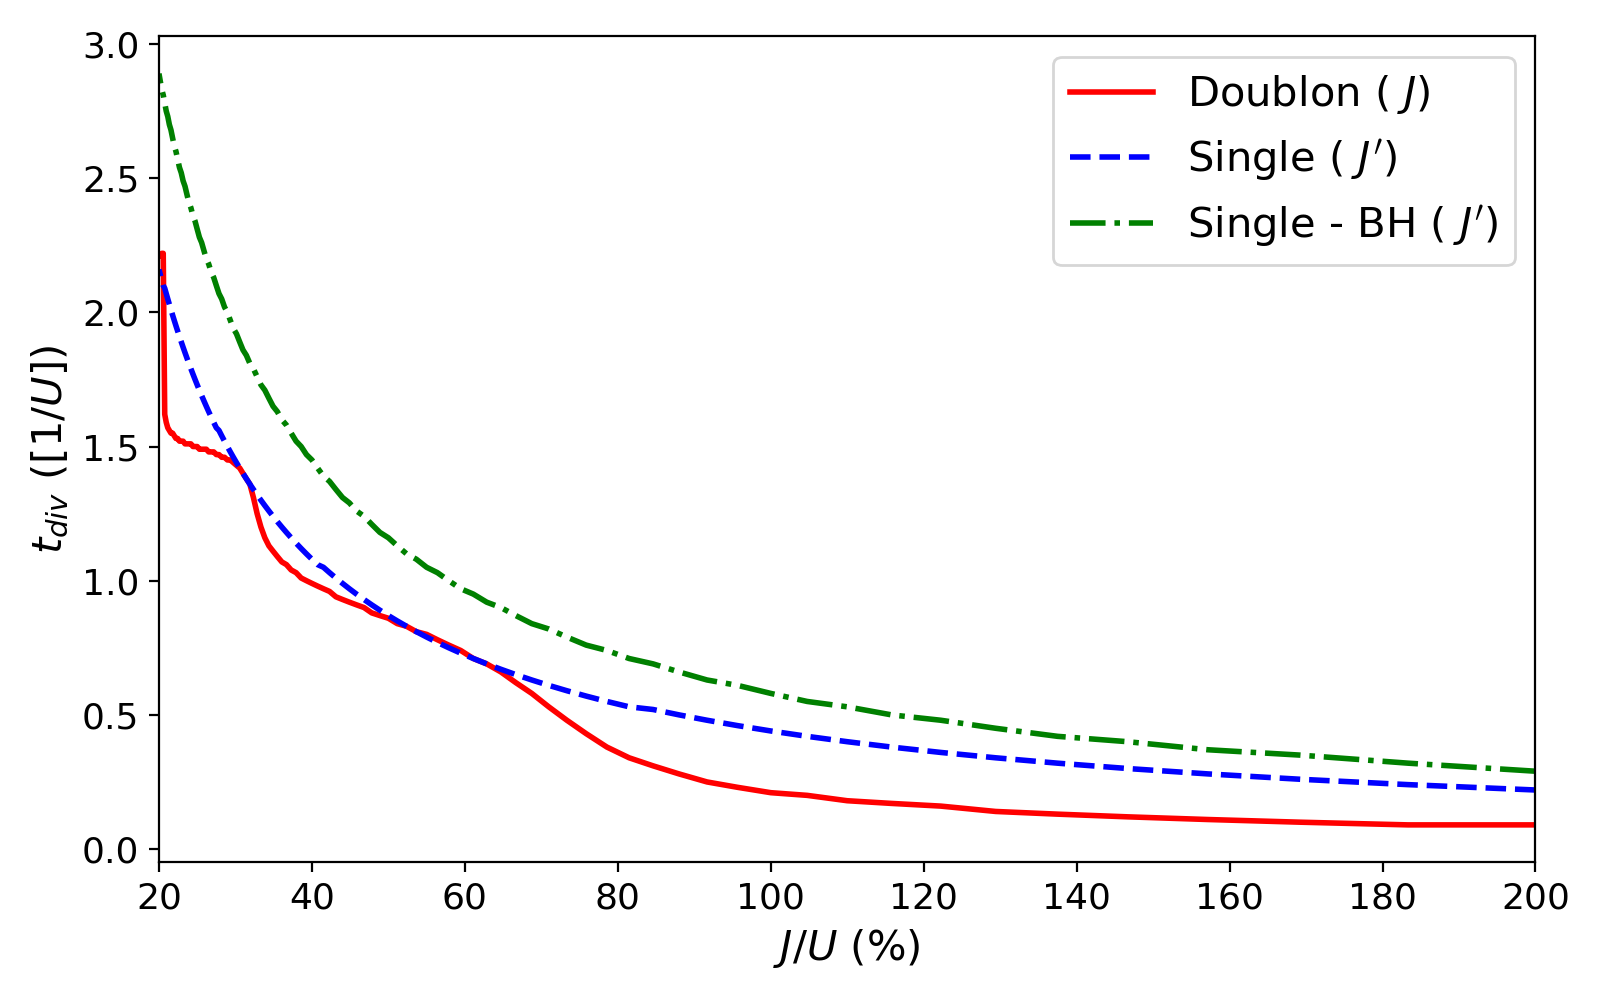 3.0
2.5
2.0
1.5
1.0
0.5
0.0
t_div ([1/U])
Doublon ( J)
Single ( J′)
Single - BH ( J′)
20 40 60 80 100 120 140 160 180 200
J/U (%)